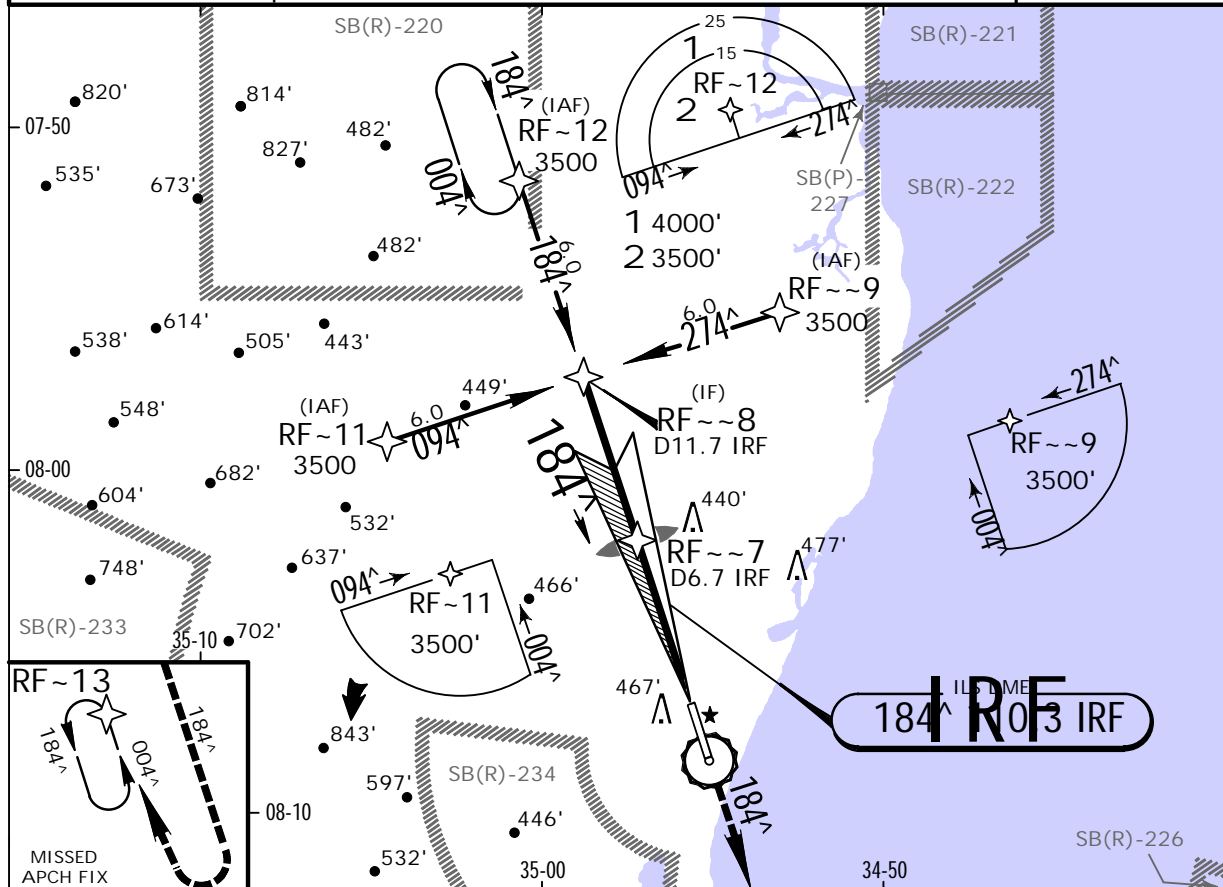 SB(R)-220
25
SB(R)-221
1
15
184^
820'
814'
(IAF)
RF~12
RF~12
2
07-50
482'
274^
3500
827'
535'
004^
094^
SB(P)-
227
SB(R)-222
673'
1 4000'
2 3500'
482'
6.0
184^
(IAF)
RF~~9
3500
6.0
274^
614'
443'
538'
505'
274^
449'
(IAF)
RF~11
3500
6.0
094^
(IF)
RF~~8
D11.7 IRF
548'
RF~~9
3500'
184^
08-00
682'
604'
532'
440'
004^
RF~~7
D6.7 IRF
477'
637'
748'
094^
RF~11
3500'
466'
004^
SB(R)-233
702'
35-10
RF~13
467'
ILS DME
184^ 110.3 IRF
IRF
184^
184^
004^
843'
SB(R)-234
597'
184^
08-10
446'
SB(R)-226
MISSED
APCH FIX
532'
35-00
34-50